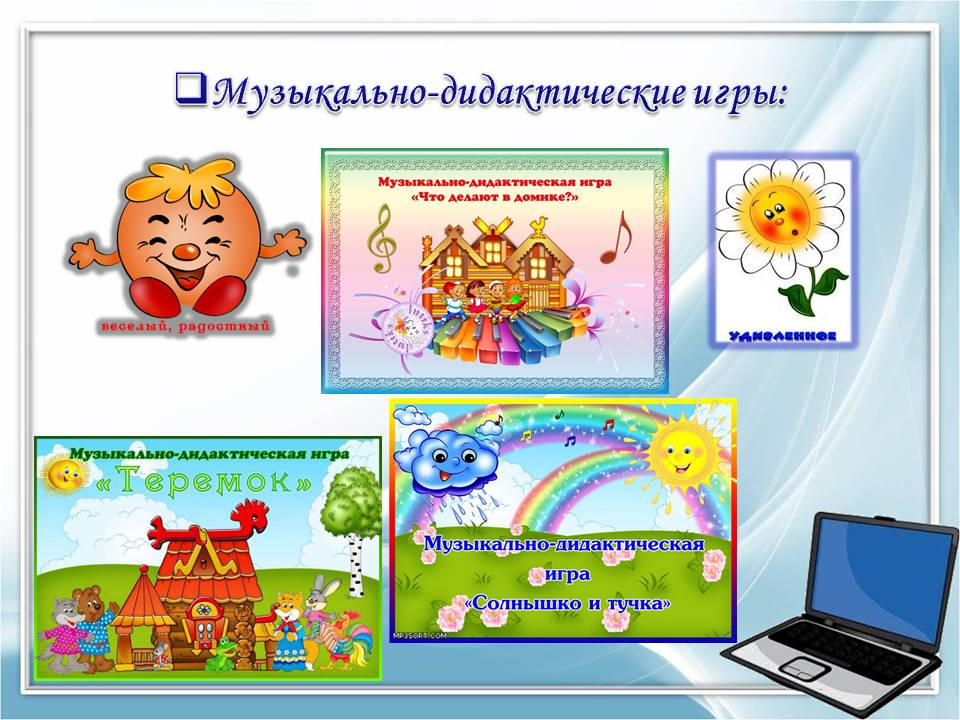 Музыкально-дидактические игры:
Музыкально-дидактическая игра
«Что делают в домике?»
веселый, радостный
УДИВЛЕННОЕ
Музыкально-дидактическая игра
«Теремок»
Музыкально-дидактическая
игра
«Солнышко и тучка»
MP3SORT.COM